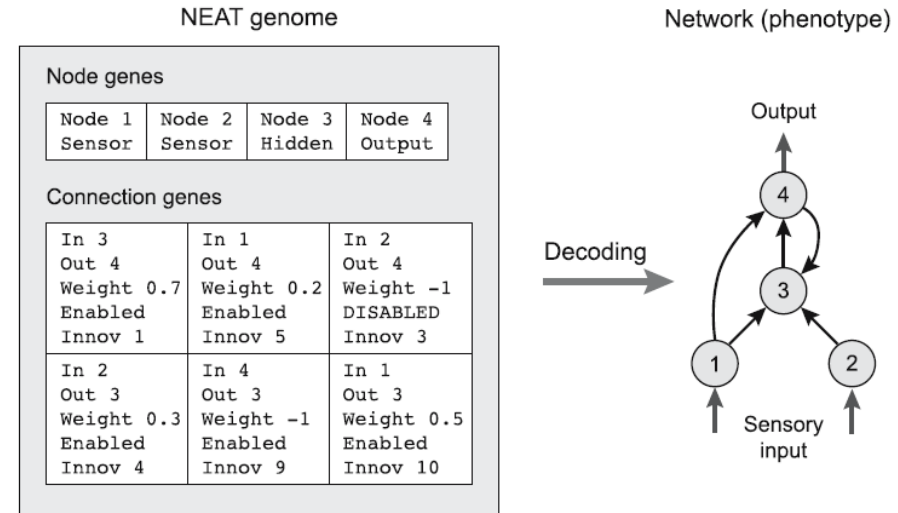 NEAT genome
Network (phenotype)
Node genes
Node 1 Node 2 Node 3 Node 4
Sensor Sensor Hidden Output
Connection genes
In 3 In 1 In 2
Out 4 Out 4 Out 4
Weight 0.7 Weight 0.2 Weight -1
Enabled Enabled DISABLED
Innov 1 Innov 5 Innov 3
In 2 In 4 In 1
Out 3 Out 3 Out 3
Weight 0.3 Weight -1 Weight 0.5
Enabled Enabled Enabled
Innov 4 Innov 9 Innov 10
Decoding
Output
4
3
1
2
Sensory
input